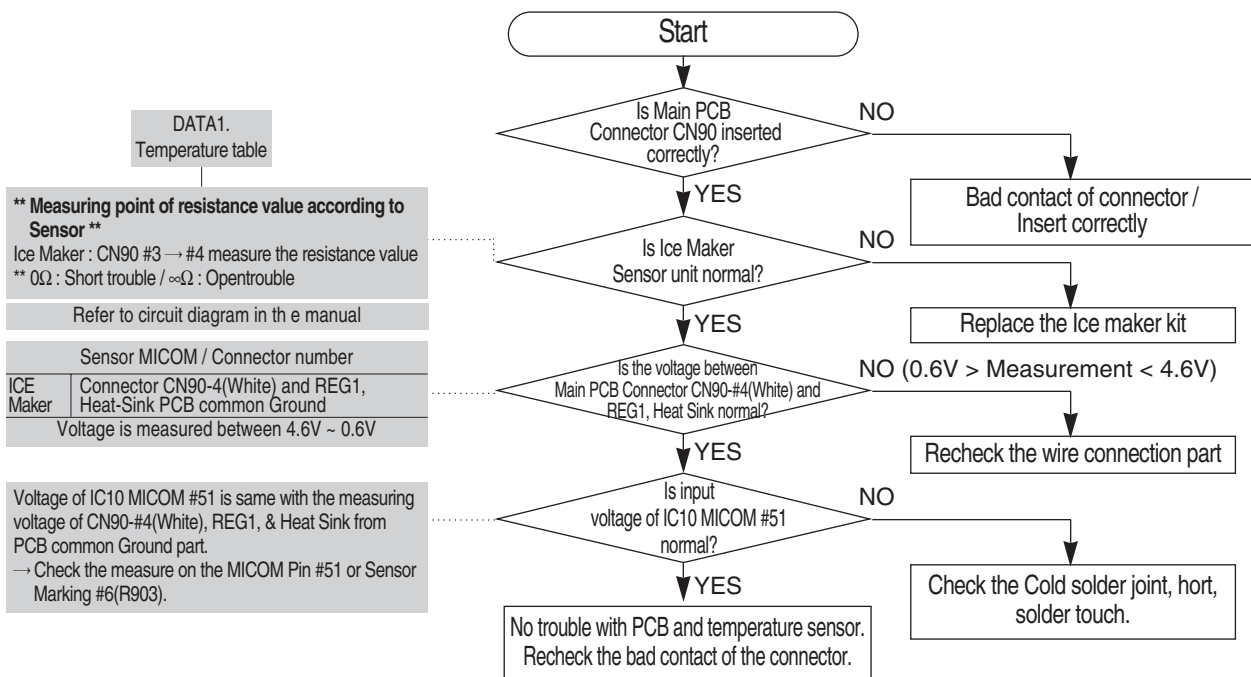 Start
Is Main PCB
Connector CN90 inserted
correctly?
NO
Bad contact of connector /
Insert correctly
YES
DATA1.
Temperature table
** Measuring point of resistance value according to
Sensor **
Ice Maker : CN90 #3 → #4 measure the resistance value
** 0Ω : Short trouble / ∞Ω : Opentrouble
Refer to circuit diagram in th e manual
Is Ice Maker
Sensor unit normal?
NO
Replace the Ice maker kit
YES
Sensor MICOM / Connector number
ICE
Maker
Connector CN90-4(White) and REG1,
Heat-Sink PCB common Ground
Voltage is measured between 4.6V ~ 0.6V
Is the voltage between
Main PCB Connector CN90-#4(White) and
REG1, Heat Sink normal?
NO (0.6V > Measurement < 4.6V)
Recheck the wire connection part
YES
Voltage of IC10 MICOM #51 is same with the measuring
voltage of CN90-#4(White), REG1, & Heat Sink from
PCB common Ground part.
→ Check the measure on the MICOM Pin #51 or Sensor
Marking #6(R903).
Is input
voltage of IC10 MICOM #51
normal?
NO
Check the Cold solder joint, hort,
solder touch.
YES
No trouble with PCB and temperature sensor.
Recheck the bad contact of the connector.